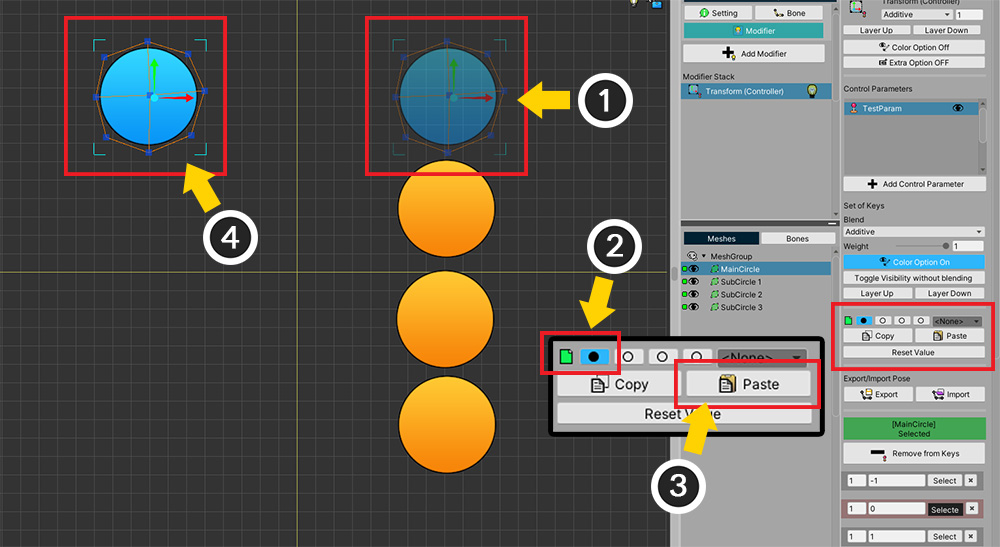 Setting
Bone
Modifier
Add Modifier
Modifier Stack
Transform (Controller)
Meshes
Bones
MeshGroup
MainCircle
SubCircle 1
SubCircle 2
SubCircle 3
Transform (Controller)
Additive
1
Layer Up
Layer Down
Color Option Off
Extra Option OFF
Control Parameters
TestParam
Add Control Parameter
Set of Keys
Blend
Additive
Weight
1
Color Option On
Toggle Visibility without blending
Layer Up
Layer Down
<None>
Copy
Paste
Reset Value
Export/Import Pose
Export
Import
[MainCircle]
Selected
Remove from Keys
1
-1
Select
×
1
0
Selecte
×
1
1
Select
×
1
2
3
4
<None>
Copy
Paste
Reset Value